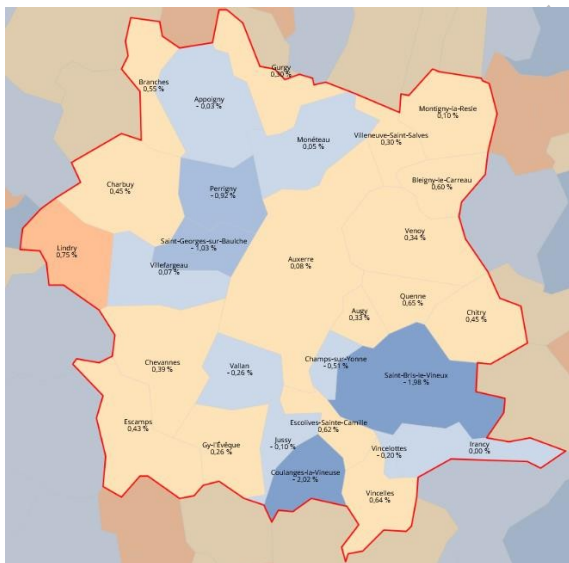 Gurgy
0,30 %
Branches
0,55 %
Appoigny
- 0,03 %
Montigny-la-Resle
0,10 %
Monéteau
0,05 %
Villeneuve-Saint-Salves
0,30 %
Charbuy
0,45 %
Perrigny
- 0,92 %
Bleigny-le-Carreau
0,60 %
Venoy
0,34 %
Saint-Georges-sur-Baulche
- 1,03 %
Lindry
0,75 %
Villefargeau
0,07 %
Auxerre
0,08 %
Quenne
0,65 %
Augy
0,33 %
Chitry
0,45 %
Chevannes
0,39 %
Vallan
- 0,26 %
Champs-sur-Yonne
- 0,51 %
Saint-Bris-le-Vineux
- 1,98 %
Escamps
0,43 %
Escolives-Sainte-Camille
0,62 %
Gy-l'Évêque
0,26 %
Jussy
- 0,10 %
Vincelottes
- 0,20 %
Irancy
0,00 %
Coulanges-la-Vineuse
- 2,02 %
Vincelles
0,64 %